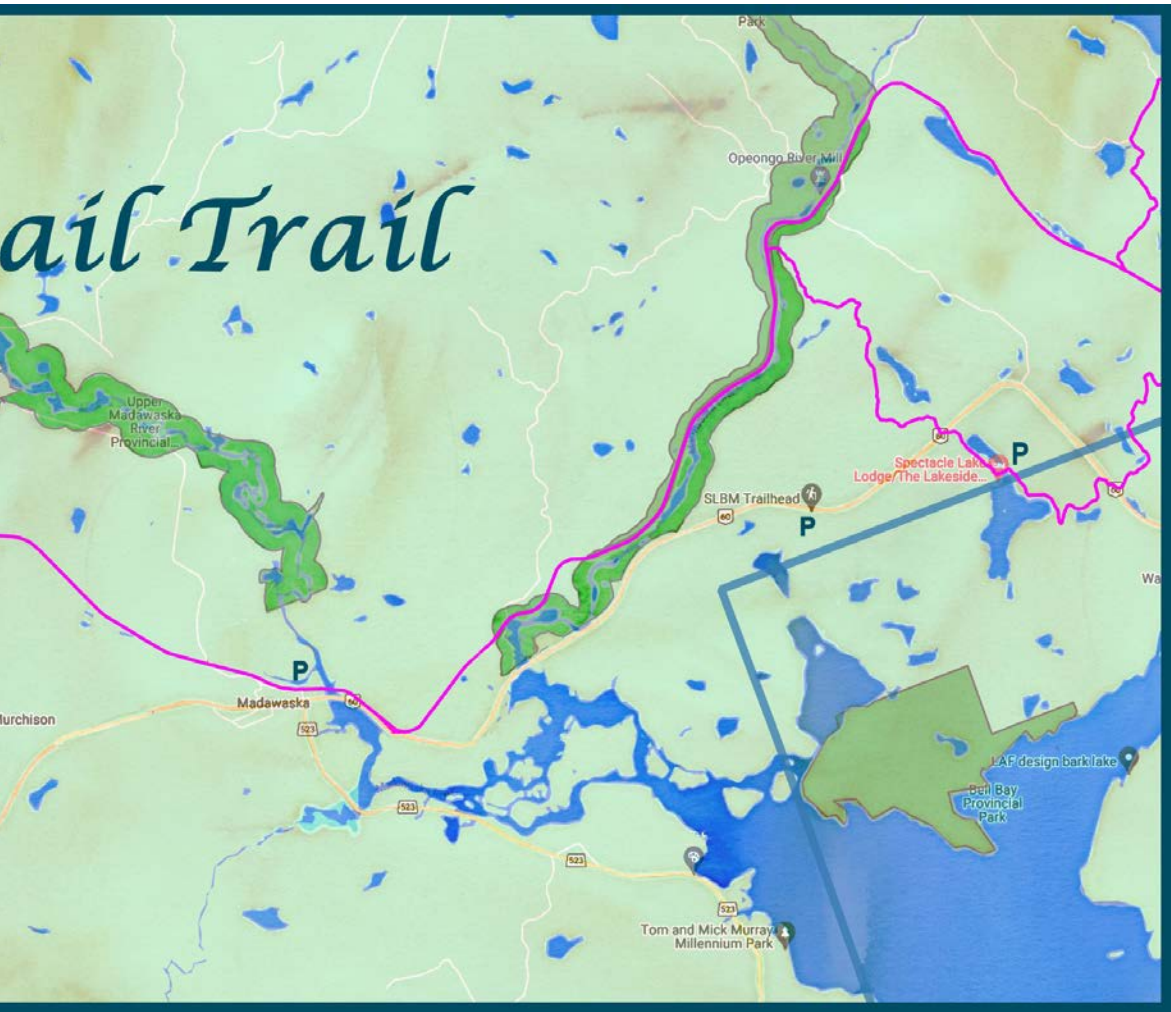 Park
Opeongo River Mill
ail Trail
Upper
Madawaska
River
Provincial...
60
P
Spectacle Lake
Lodge/The Lakeside...
SLBM Trailhead
60
P
60
Wa
P
Madawaska
60
urchison
523
LAF design bark lake
Bell Bay
Provincial
Park
523
523
523
Tom and Mick Murray
Millennium Park